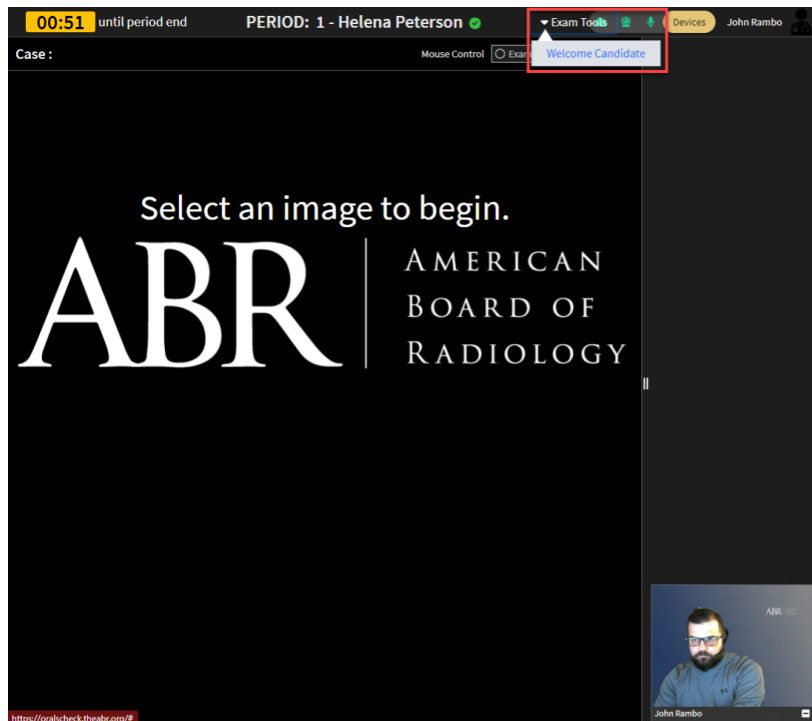 00:51 until period end PERIOD: 1 - Helena Peterson Exam Tools Devices John Rambo
Case : Mouse Control Welcome Candidate
Select an image to begin.
ABR AMERICAN
BOARD OF
RADIOLOGY
ABR
John Rambo
https://oralscheck.theabr.org/#